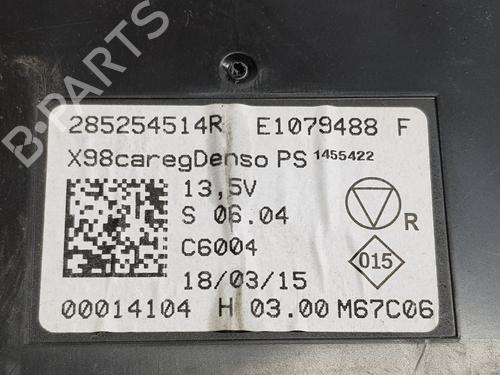 B-PARTS
285254514R E1079488 F
X98caregDenso PS 1455422
13,5V
S 06.04
R
C6004
015
18/03/15
00014104 H 03.00 M67C06